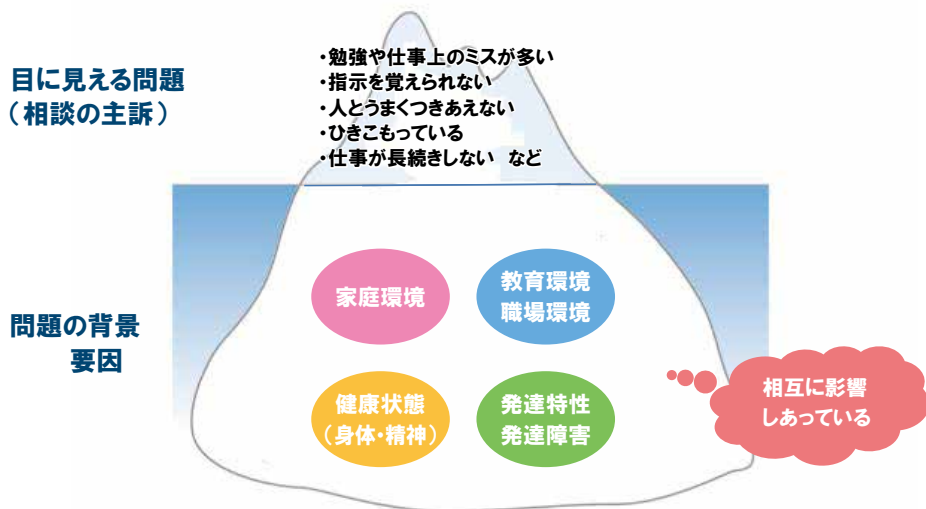 目に見える問題
（相談の主訴）
・勉強や仕事上のミスが多い
・指示を覚えられない
・人とうまくつきあえない
・ひきこもっている
・仕事が長続きしない など
問題の背景
要因
家庭環境
教育環境
職場環境
健康状態
（身体・精神）
発達特性
発達障害
相互に影響
しあっている